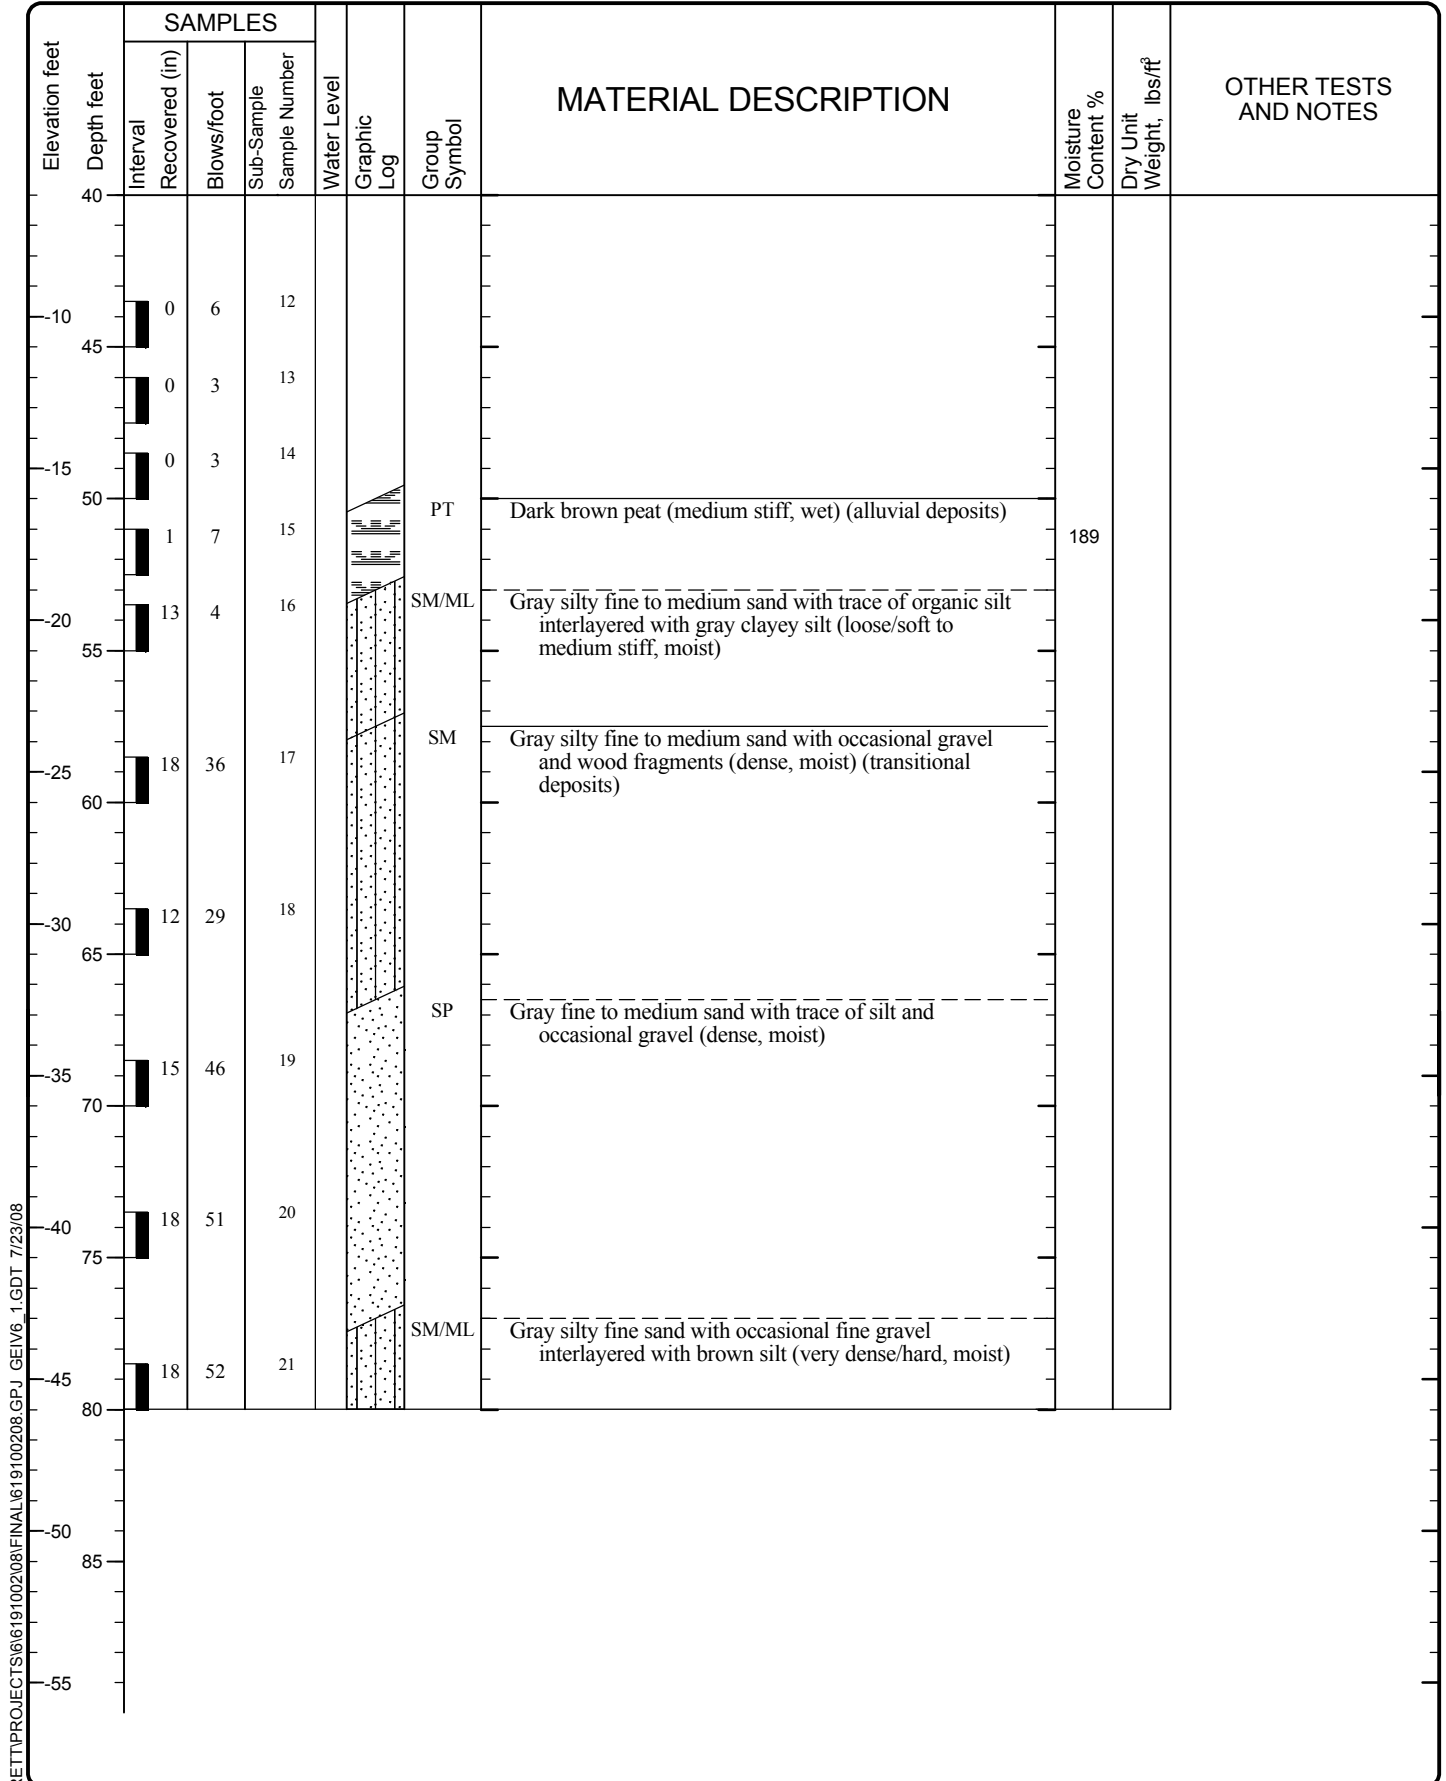 SAMPLES
Elevation feet
Depth feet
Interval
Recovered (in)
Blows/foot
Sub-Sample
Sample Number
Water Level
Graphic
Log
Group
Symbol
MATERIAL DESCRIPTION
Moisture
Content %
Dry Unit
Weight, lbs/ft³
OTHER TESTS
AND NOTES
40
0 6 12
-10
45
0 3 13
0 3 14
-15
50
PT Dark brown peat (medium stiff, wet) (alluvial deposits)
1 7 15 189
13 4 16 SM/ML Gray silty fine to medium sand with trace of organic silt
-20
interlayered with gray clayey silt (loose/soft to
medium stiff, moist)
55
SM Gray silty fine to medium sand with occasional gravel
18 36 17 and wood fragments (dense, moist) (transitional
-25
deposits)
60
12 29 18
-30
65
SP Gray fine to medium sand with trace of silt and
occasional gravel (dense, moist)
15 46 19
-35
70
18 51 20
-40
75
SM/ML Gray silty fine sand with occasional fine gravel
interlayered with brown silt (very dense/hard, moist)
18 52 21
-45
80
-50
85
-55
RETT\PROJECTS\6\6191002\08\FINAL\619100208.GPJ GEIV6_1.GDT 7/23/08